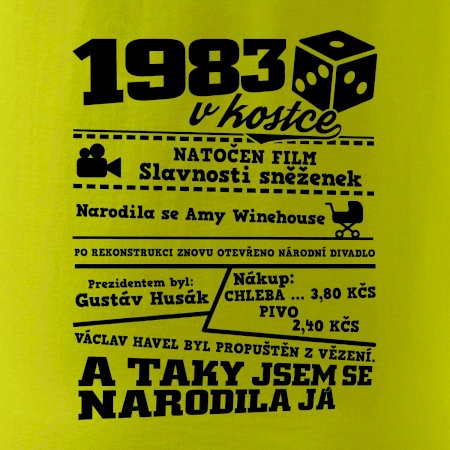 1983
v kostce
NATOČEN FILM
Slavnosti sněženek
Narodila se Amy Winehouse
PO REKONSTRUKCI ZNOVU OTEVŘENO NÁRODNÍ DIVADLO
Prezidentem byl:
Gustáv Husák
Nákup:
CHLEBA ... 3,80 KČS
PIVO
2,40 KČS
VÁCLAV HAVEL BYL PROPUŠTĚN Z VĚZENÍ.
A TAKY JSEM SE
NARODILA JÁ